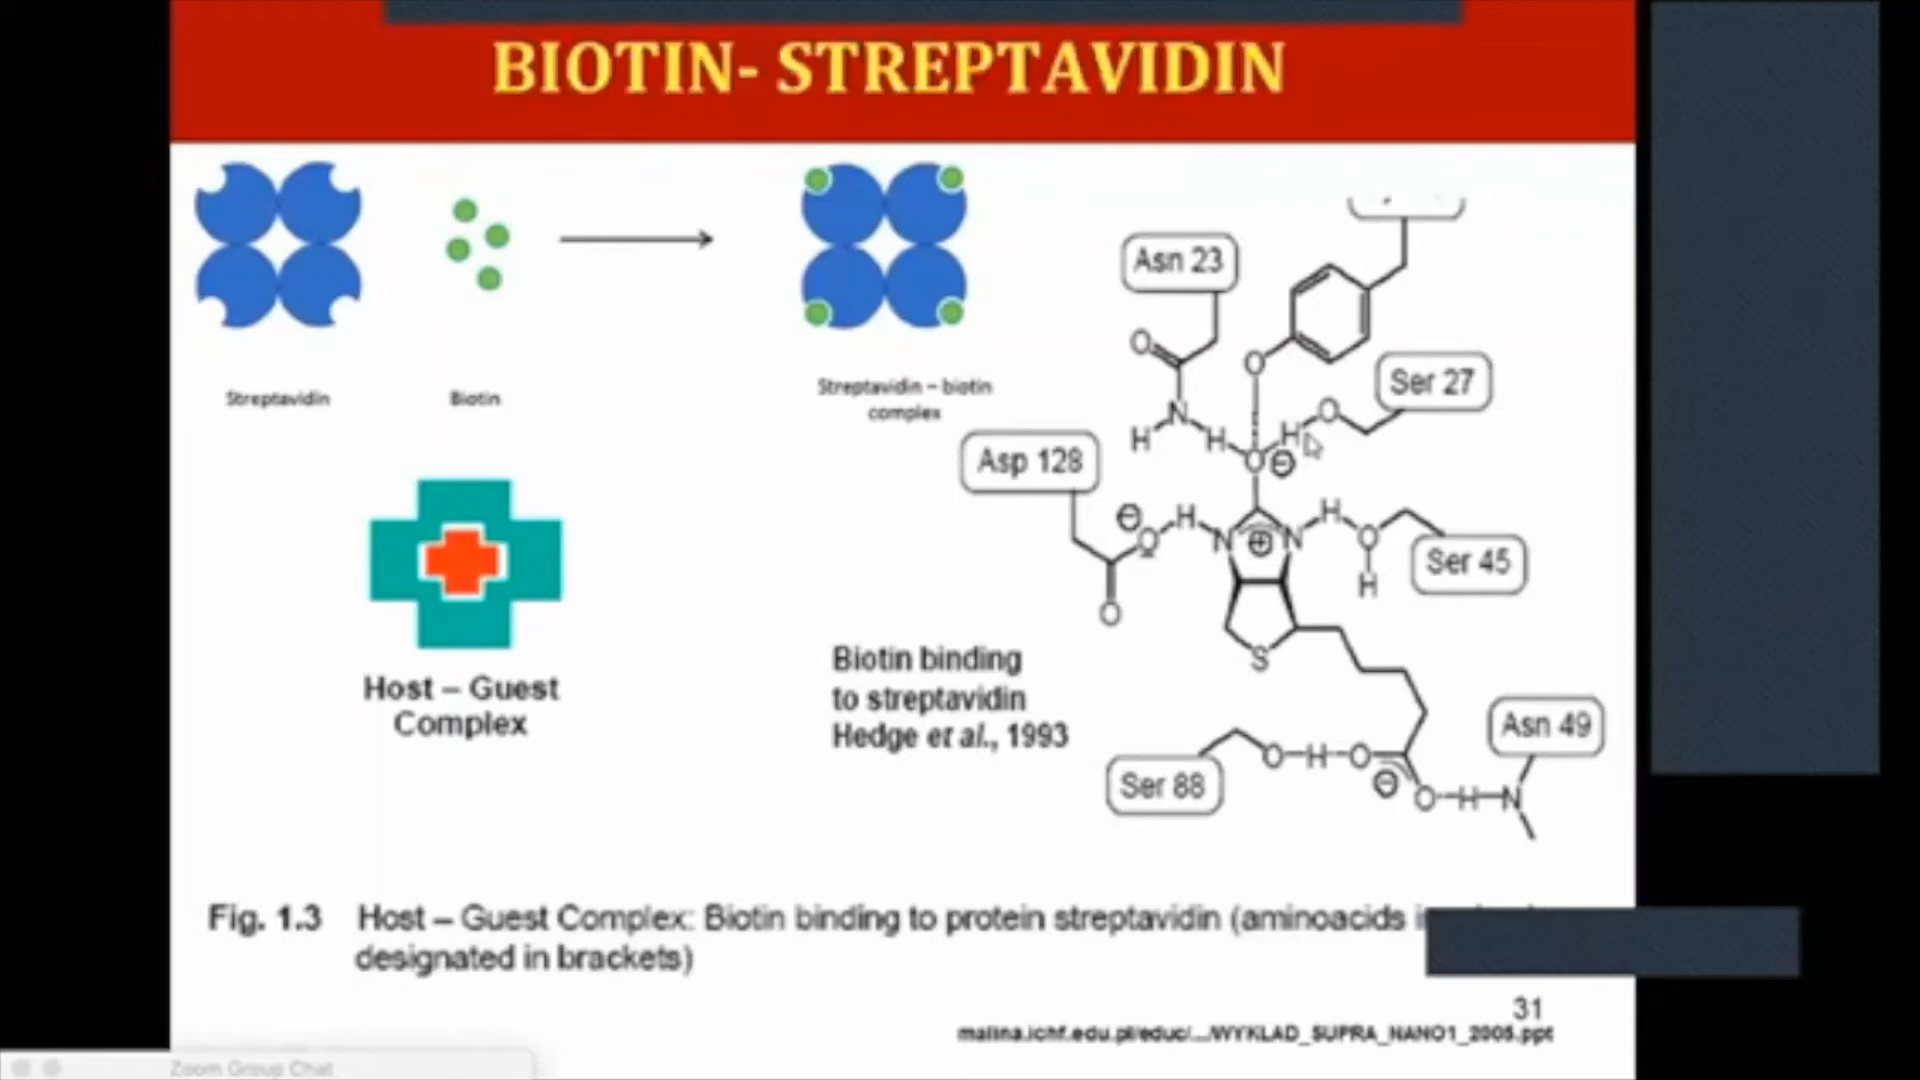 BIOTIN- STREPTAVIDIN
Streptavidin
Biotin
Streptavidin – biotin
complex
Asn 23
Ser 27
Asp 128
Ser 45
Asn 49
Ser 88
O
O
N
H
H
H
O
O
⊖
⊖
O
H
N
⊕
N
H
O
H
O
S
O
H
O
⊖
O
H
N
Host – Guest
Complex
Biotin binding
to streptavidin
Hedge et al., 1993
Fig. 1.3 Host – Guest Complex: Biotin binding to protein streptavidin (aminoacids
designated in brackets)
31
malina.ichf.edu.pl/educ/.../WYKLAD_SUPRA_NANO1_2005.ppt
Zoom Group Chat